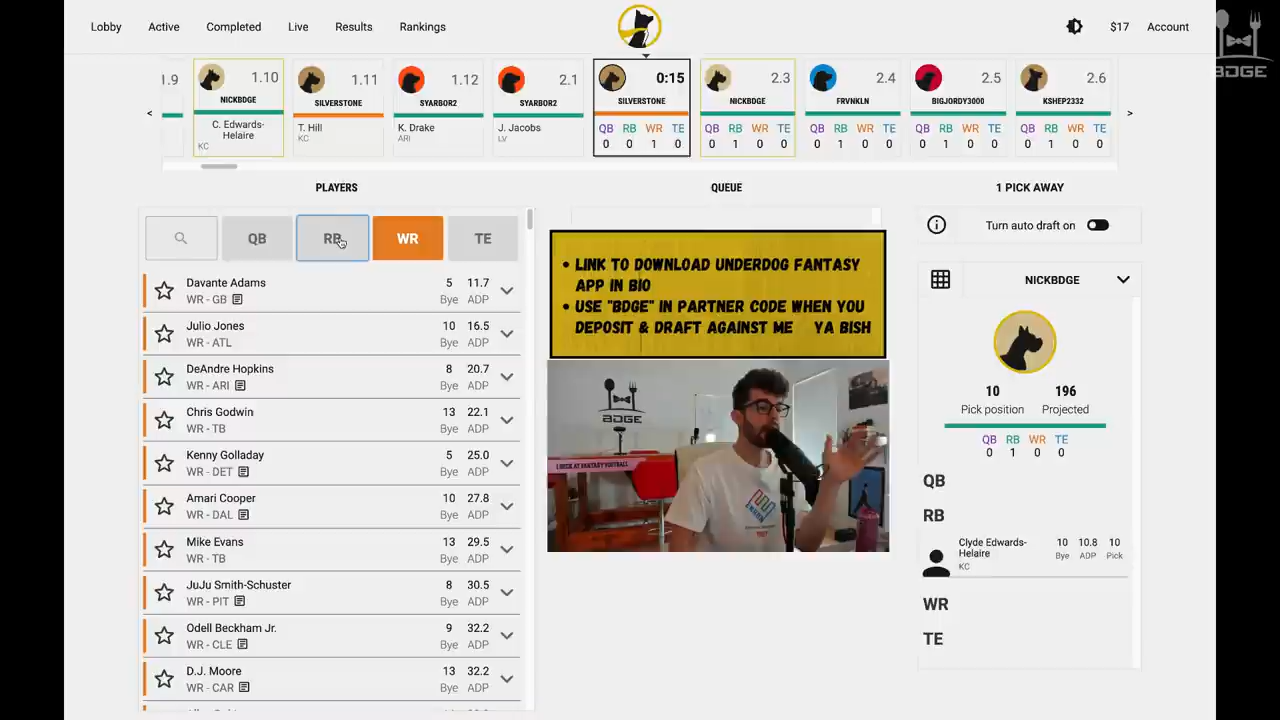 Lobby Active Completed Live Results Rankings $17 Account
BDGE
1.9
1.10
NICKBDGE
C. Edwards-
Helaire
KC
1.11
SILVERSTONE
T. Hill
KC
1.12
SYARBOR2
K. Drake
ARI
2.1
SYARBOR2
J. Jacobs
LV
0:15
SILVERSTONE
QB RB WR TE
0 0 1 0
2.3
NICKBDGE
QB RB WR TE
0 1 0 0
2.4
FRVNKLN
QB RB WR TE
0 1 0 0
2.5
BIGJORDY3000
QB RB WR TE
0 1 0 0
2.6
KSHEP2332
QB RB WR TE
0 1 0 0
< >
PLAYERS
QB RB WR TE
Davante Adams 5 11.7
WR - GB Bye ADP
Julio Jones 10 16.5
WR - ATL Bye ADP
DeAndre Hopkins 8 20.7
WR - ARI Bye ADP
Chris Godwin 13 22.1
WR - TB Bye ADP
Kenny Golladay 5 25.0
WR - DET Bye ADP
Amari Cooper 10 27.8
WR - DAL Bye ADP
Mike Evans 13 29.5
WR - TB Bye ADP
JuJu Smith-Schuster 8 30.5
WR - PIT Bye ADP
Odell Beckham Jr. 9 32.2
WR - CLE Bye ADP
D.J. Moore 13 32.2
WR - CAR Bye ADP
QUEUE
• LINK TO DOWNLOAD UNDERDOG FANTASY
APP IN BIO
• USE "BDGE" IN PARTNER CODE WHEN YOU
DEPOSIT & DRAFT AGAINST ME YA BISH
BDGE
I SUCK AT FANTASY FOOTBALL
1 PICK AWAY
Turn auto draft on
NICKBDGE
10 196
Pick position Projected
QB RB WR TE
0 1 0 0
QB
RB
Clyde Edwards- 10 10.8 10
Helaire Bye ADP Pick
KC
WR
TE